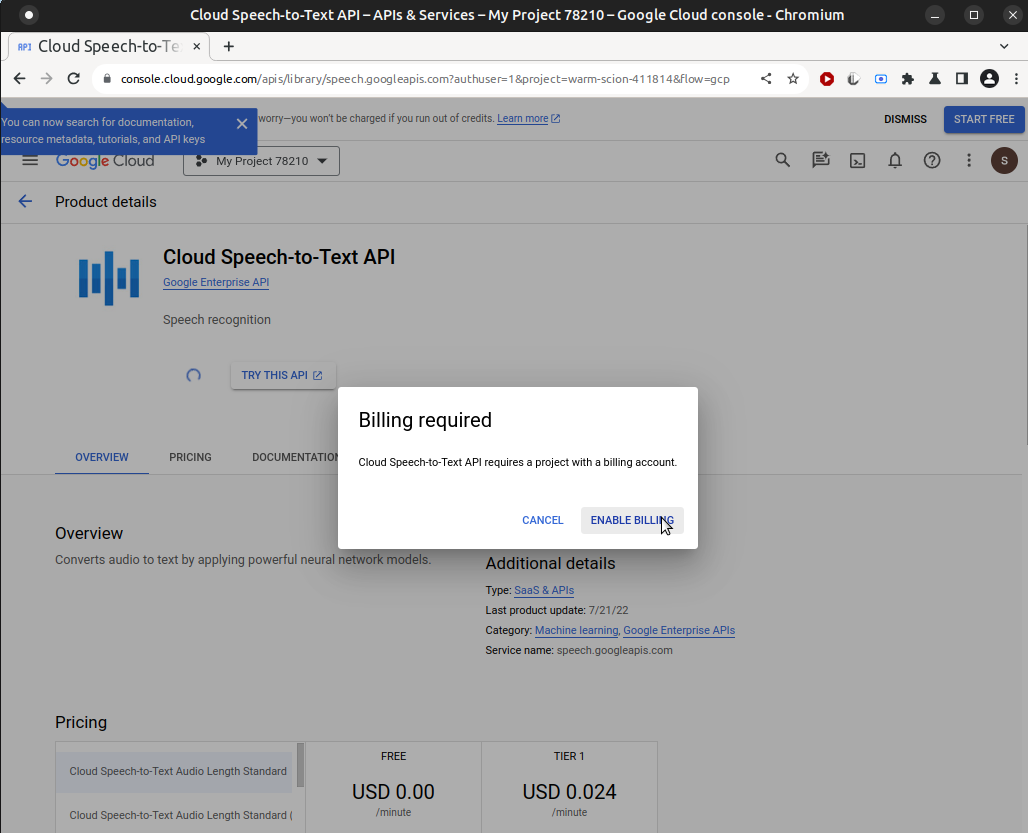 Cloud Speech-to-Text API – APIs & Services – My Project 78210 – Google Cloud console - Chromium
API Cloud Speech-to-Te
console.cloud.google.com/apis/library/speech.googleapis.com?authuser=1&project=warm-scion-411814&flow=gcp
You can now search for documentation,
resource metadata, tutorials, and API keys
worry—you won't be charged if you run out of credits. Learn more
DISMISS
START FREE
Google Cloud
My Project 78210
S
Product details
Cloud Speech-to-Text API
Google Enterprise API
Speech recognition
TRY THIS API
Billing required
Cloud Speech-to-Text API requires a project with a billing account.
CANCEL
ENABLE BILLING
OVERVIEW
PRICING
DOCUMENTATION
Overview
Converts audio to text by applying powerful neural network models.
Additional details
Type: SaaS & APIs
Last product update: 7/21/22
Category: Machine learning, Google Enterprise APIs
Service name: speech.googleapis.com
Pricing
Cloud Speech-to-Text Audio Length Standard
Cloud Speech-to-Text Audio Length Standard (
FREE
USD 0.00
/minute
TIER 1
USD 0.024
/minute